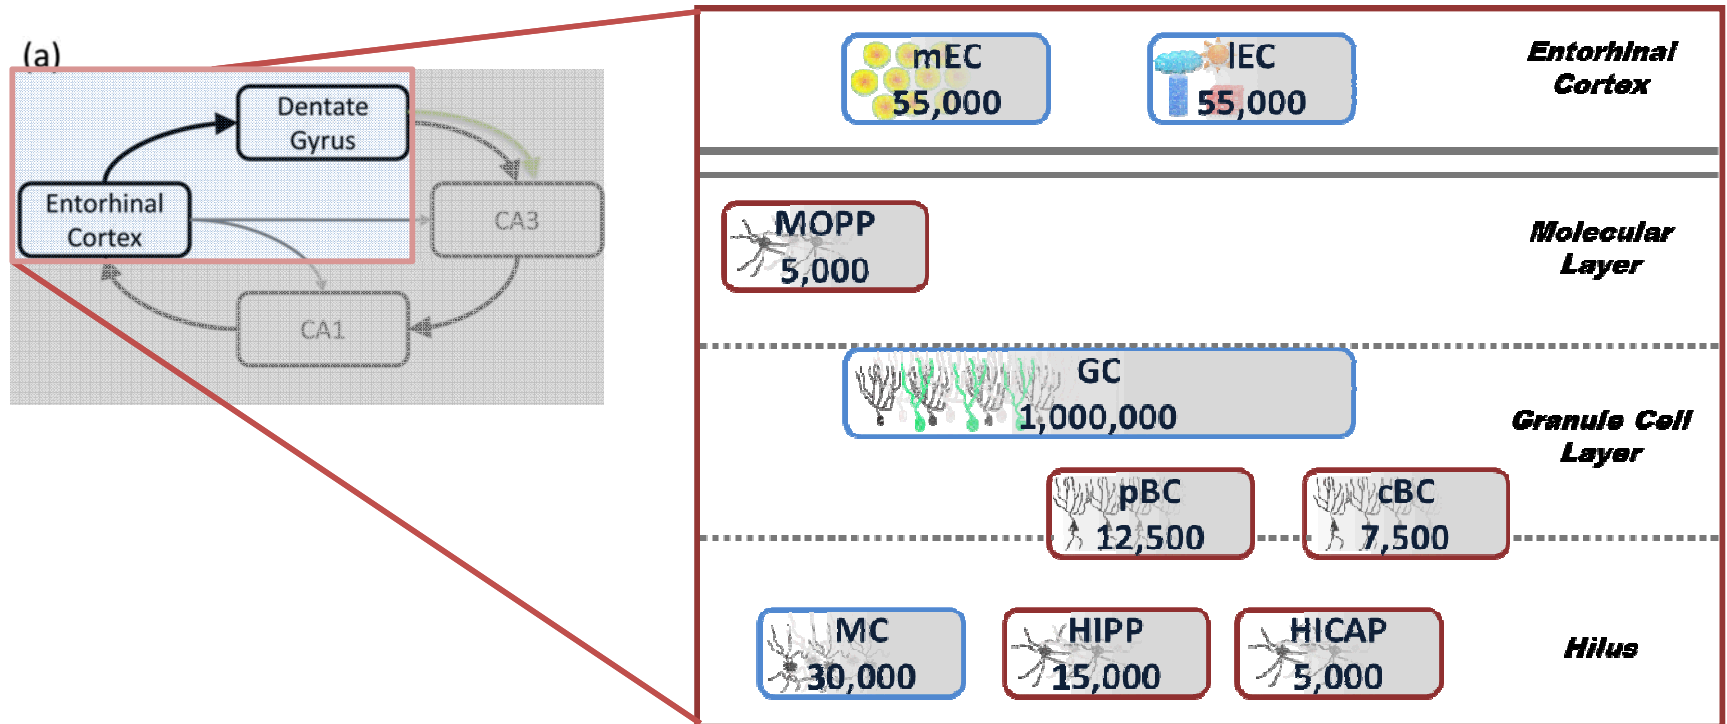 (a)
Dentate
Gyrus
Entorhinal
Cortex
CA3
CA1
mEC
55,000
lEC
55,000
Entorhinal
Cortex
MOPP
5,000
Molecular
Layer
GC
1,000,000
Granule Cell
Layer
pBC
12,500
cBC
7,500
MC
30,000
HIPP
15,000
HICAP
5,000
Hilus